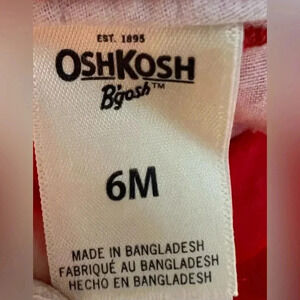 EST. 1895
OSHKOSH
B'gosh™
6M
MADE IN BANGLADESH
FABRIQUÉ AU BANGLADESH
HECHO EN BANGLADESH